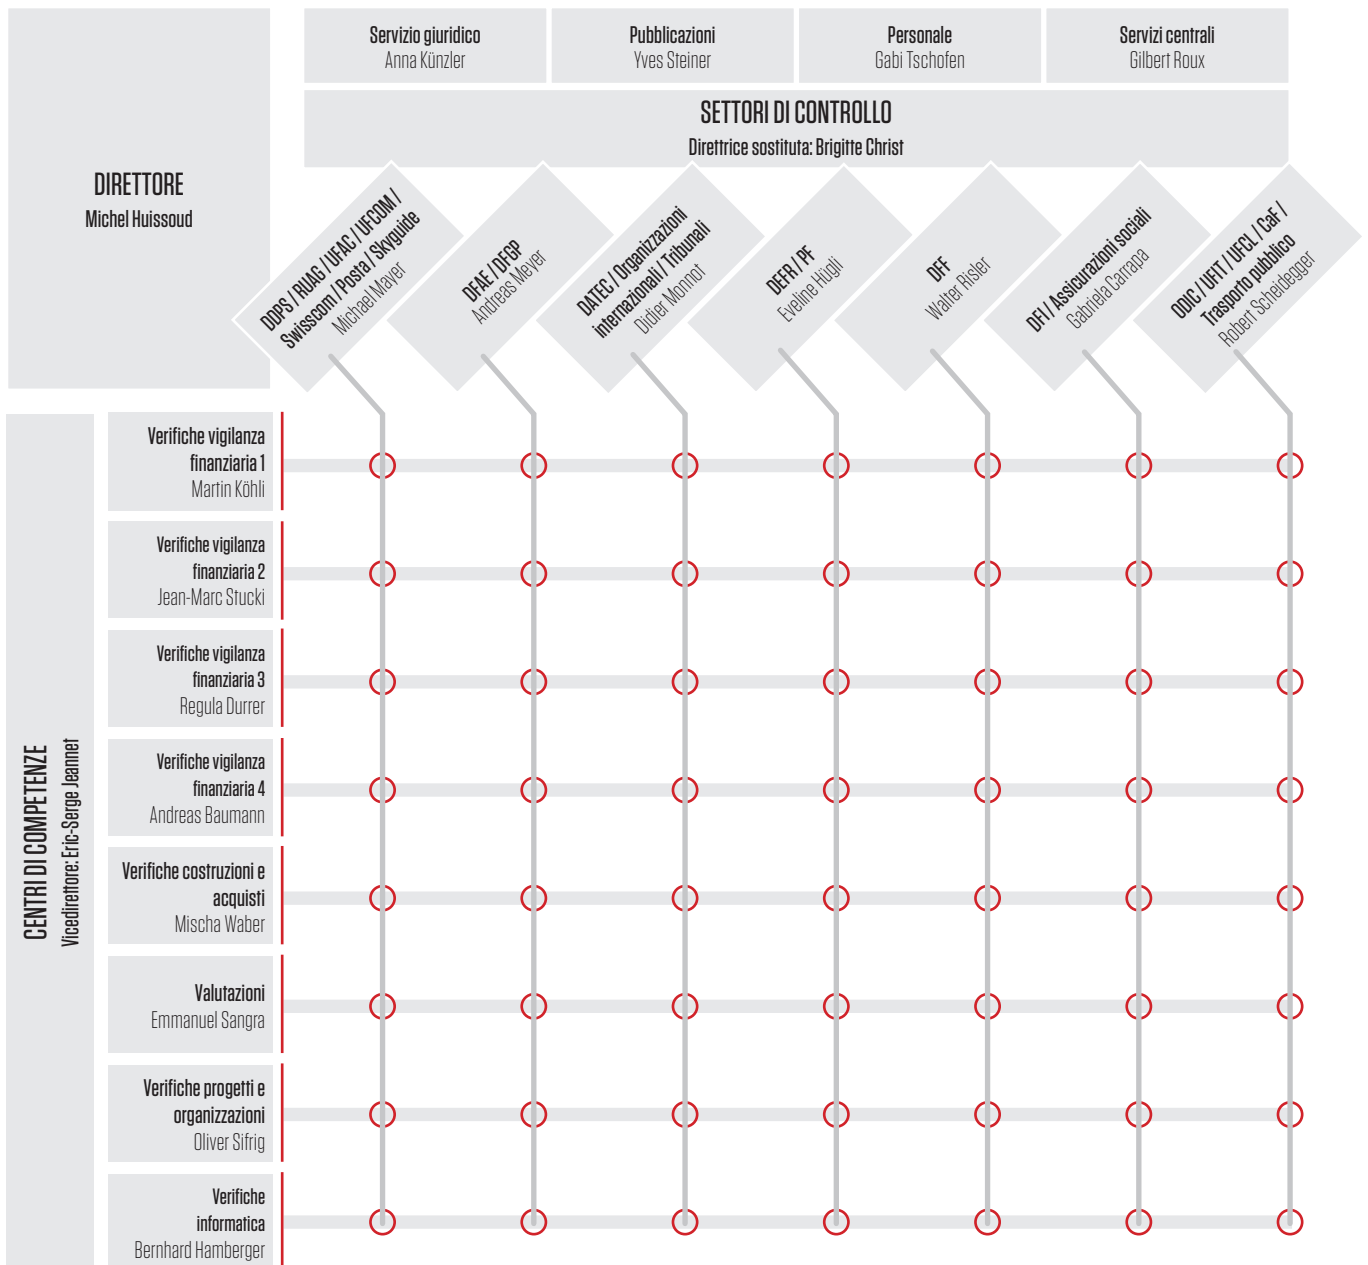 Servizio giuridico
Anna Künzler
Pubblicazioni
Yves Steiner
Personale
Gabi Tschofen
Servizi centrali
Gilbert Roux
SETTORI DI CONTROLLO
Direttrice sostituta: Brigitte Christ
DIRETTORE
Michel Huissoud
DDPS / RUAG / UFAC / UFCOM /
Swisscom / Posta / Skyguide
Michael Mayer
DFAE / DFGP
Andreas Meyer
DATEC / Organizzazioni
internazionali / Tribunali
Didier Monnot
DEFR / PF
Eveline Hügli
DFF
Walter Risler
DFI / Assicurazioni sociali
Gabriela Carrapa
ODIC / UFIT / UFCL / CaF /
Trasporto pubblico
Robert Scheidegger
CENTRI DI COMPETENZE
Vicedirettore: Eric-Serge Jeannet
Verifiche vigilanza
finanziaria 1
Martin Köhli
Verifiche vigilanza
finanziaria 2
Jean-Marc Stucki
Verifiche vigilanza
finanziaria 3
Regula Durrer
Verifiche vigilanza
finanziaria 4
Andreas Baumann
Verifiche costruzioni e
acquisti
Mischa Waber
Valutazioni
Emmanuel Sangra
Verifiche progetti e
organizzazioni
Oliver Sifrig
Verifiche
informatica
Bernhard Hamberger